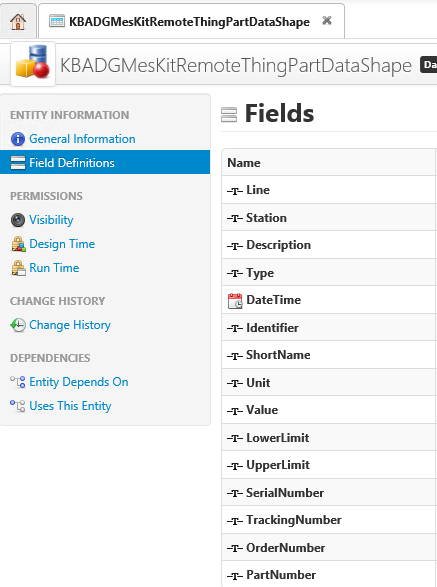 KBADGMesKitRemoteThingPartDataShape
KBADGMesKitRemoteThingPartDataShape
ENTITY INFORMATION
General Information
Field Definitions
PERMISSIONS
Visibility
Design Time
Run Time
CHANGE HISTORY
Change History
DEPENDENCIES
Entity Depends On
Uses This Entity
Fields
Name
Line
Station
Description
Type
DateTime
Identifier
ShortName
Unit
Value
LowerLimit
UpperLimit
SerialNumber
TrackingNumber
OrderNumber
PartNumber